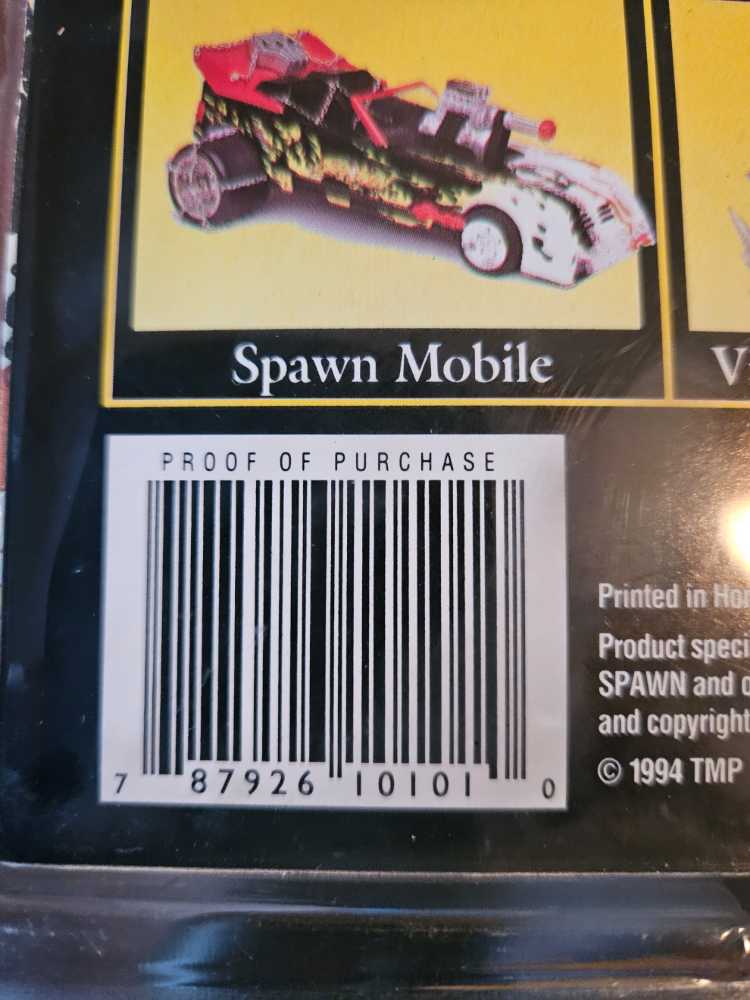 Spawn Mobile
PROOF OF PURCHASE
7 87926 10101 0
Printed in
Product
SPAWN and
and copyright
© 1994 TMP